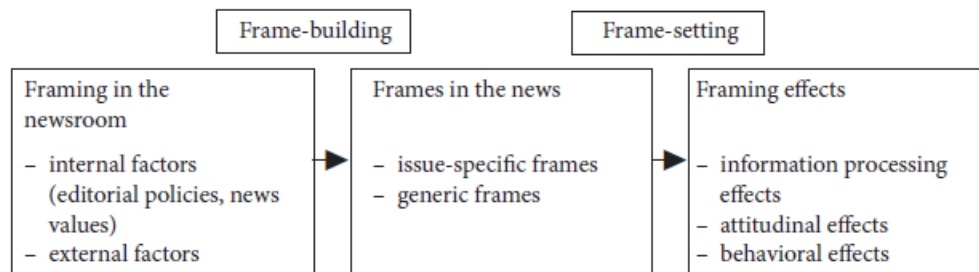 Frame-building
Frame-setting
Framing in the
newsroom
– internal factors
(editorial policies, news
values)
– external factors
Frames in the news
– issue-specific frames
– generic frames
Framing effects
– information processing
effects
– attitudinal effects
– behavioral effects